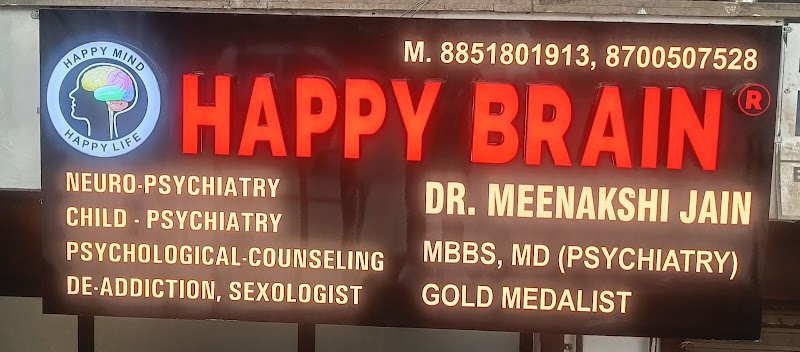 HAPPY MIND
HAPPY LIFE
M. 8851801913, 8700507528
HAPPY BRAIN ®
NEURO-PSYCHIATRY
CHILD - PSYCHIATRY
PSYCHOLOGICAL-COUNSELING
DE-ADDICTION, SEXOLOGIST
DR. MEENAKSHI JAIN
MBBS, MD (PSYCHIATRY)
GOLD MEDALIST